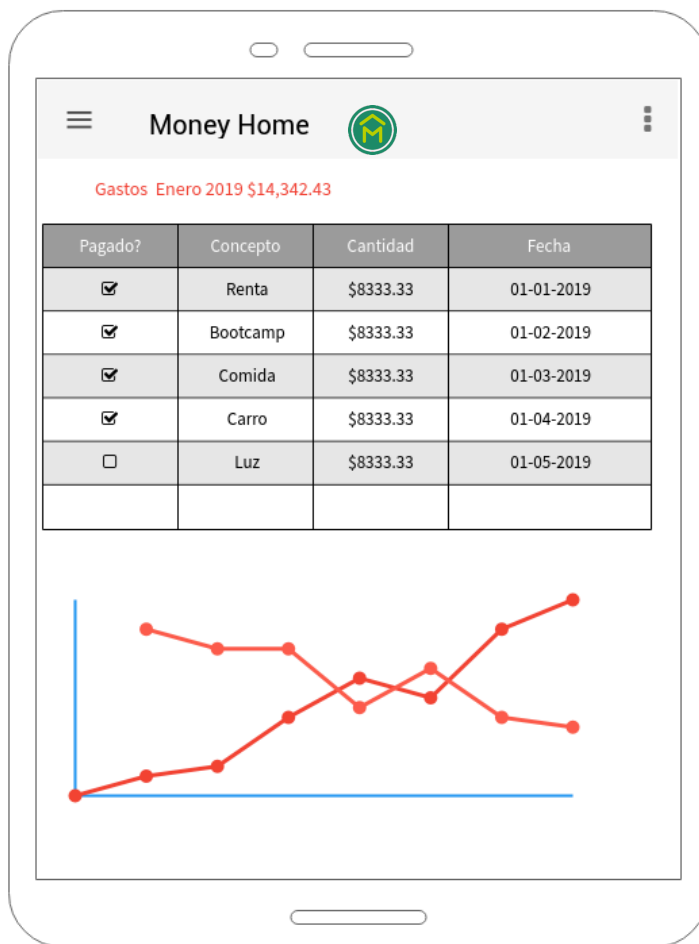 Money Home
Gastos Enero 2019 $14,342.43
Pagado? Concepto Cantidad Fecha
Renta $8333.33 01-01-2019
Bootcamp $8333.33 01-02-2019
Comida $8333.33 01-03-2019
Carro $8333.33 01-04-2019
Luz $8333.33 01-05-2019